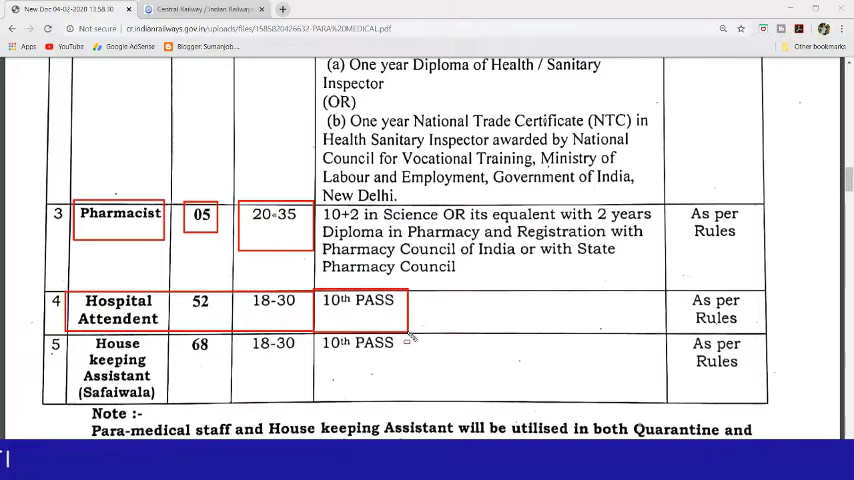 New Doc 04-02-2020 13.58.30
Central Railway / Indian Railways
Not secure | cr.indianrailways.gov.in/uploads/files/1585820426632-PARA%20MEDICAL.pdf
Apps YouTube Google AdSense Blogger: Sumanjob... Other bookmarks
(a) One year Diploma of Health / Sanitary
Inspector
(OR)
(b) One year National Trade Certificate (NTC) in
Health Sanitary Inspector awarded by National
Council for Vocational Training, Ministry of
Labour and Employment, Government of India,
New Delhi.
3 Pharmacist 05 20-35 10+2 in Science OR its equalent with 2 years As per
Diploma in Pharmacy and Registration with Rules
Pharmacy Council of India or with State
Pharmacy Council
4 Hospital 52 18-30 10th PASS As per
Attendent Rules
5 House 68 18-30 10th PASS As per
keeping Rules
Assistant
(Safaiwala)
Note :-
Para-medical staff and House keeping Assistant will be utilised in both Quarantine and